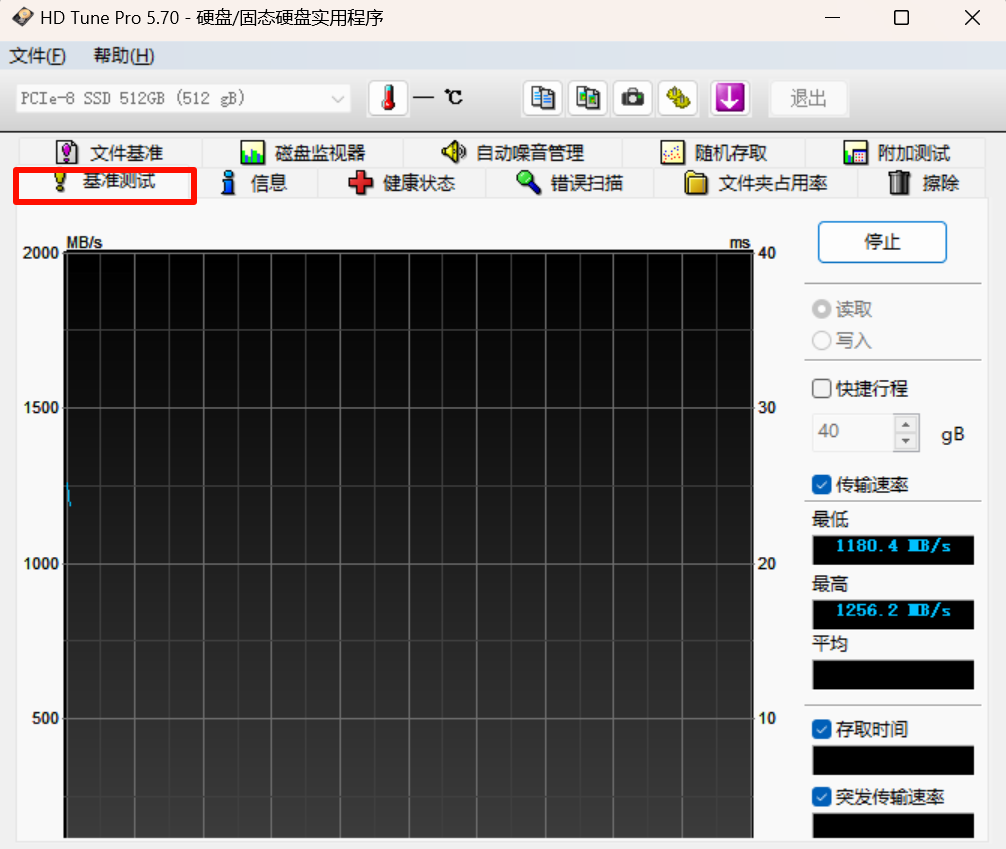 HD Tune Pro 5.70 - 硬盘/固态硬盘实用程序
文件(F) 帮助(H)
PCIe-8 SSD 512GB (512 gB) — ℃ 退出
文件基准 磁盘监视器 自动噪音管理 随机存取 附加测试
基准测试 信息 健康状态 错误扫描 文件夹占用率 擦除
MB/s ms
2000 40
1500 30
1000 20
500 10
停止
读取
写入
快捷行程
40 gB
传输速率
最低
1180.4 MB/s
最高
1256.2 MB/s
平均
存取时间
突发传输速率